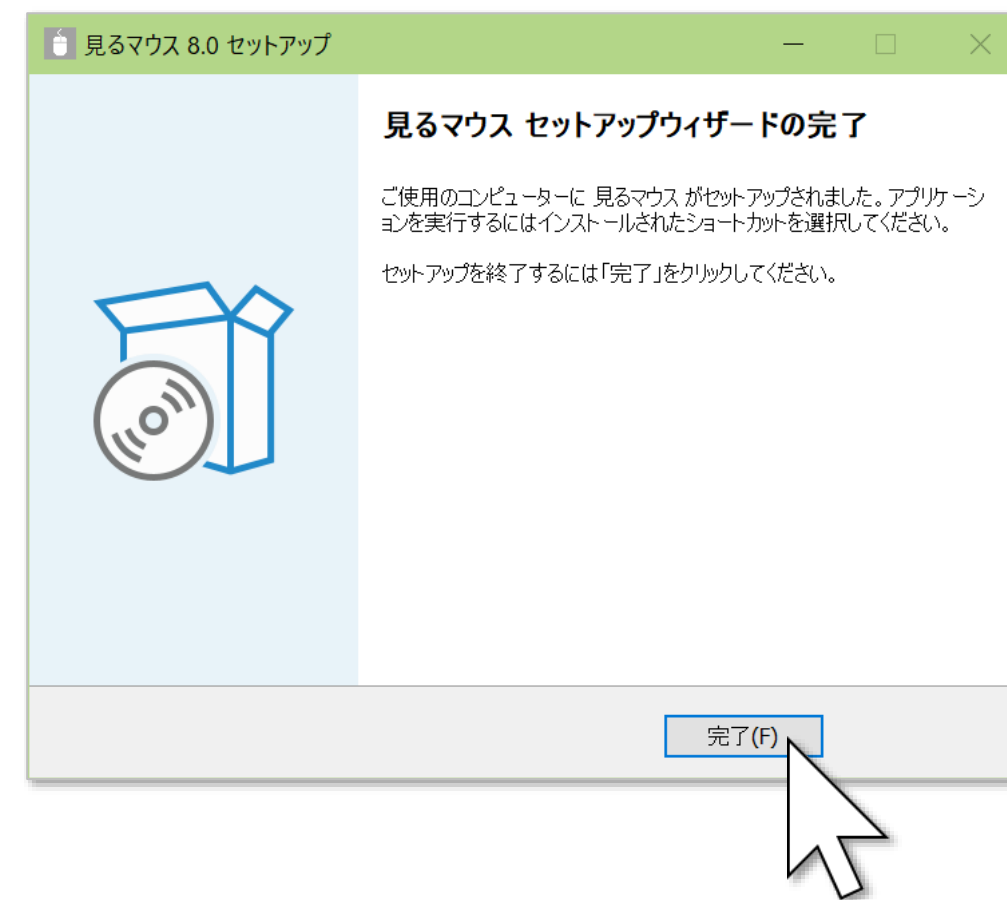 見るマウス 8.0 セットアップ
見るマウス セットアップウィザードの完了
ご使用のコンピューターに 見るマウス がセットアップされました。アプリケーシ
ョンを実行するにはインストールされたショートカットを選択してください。
セットアップを終了するには「完了」をクリックしてください。
完了(F)